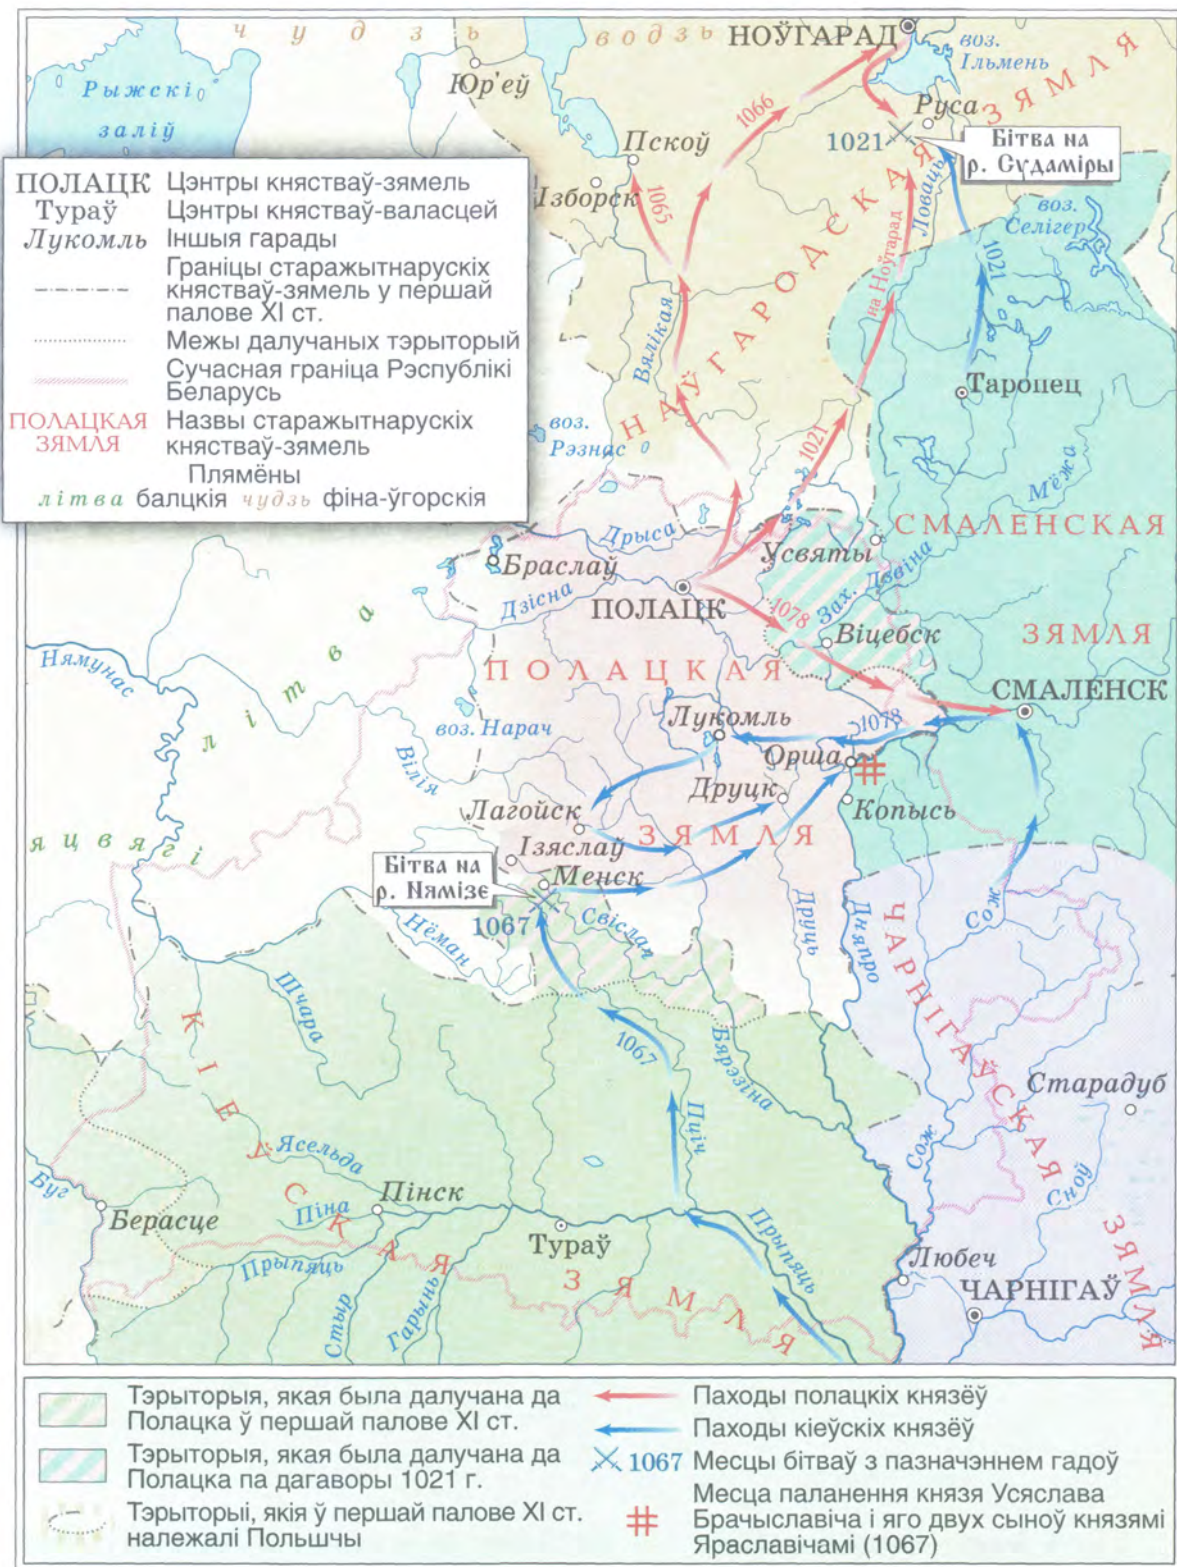 чудзь
водзь
НОЎГАРАД
воз.
Ільмень
Юр'еў
Рыжскі
заліў
1066
Руса
ЗЯМЛЯ
1021
Бітва на
р. Судаміры
Пскоў
Ізборск
1065
Ловаць
воз.
Селігер
на Ноўгарад
1021
НАЎГАРОДСКАЯ
Вялікая
Таропец
воз.
Рэзнас
1021
Мёжа
ПОЛАЦК Цэнтры княстваў-зямель
Тураў Цэнтры княстваў-валасцей
Лукомль Іншыя гарады
Граніцы старажытнарускіх
княстваў-зямель у першай
палове XI ст.
Межы далучаных тэрыторый
Сучасная граніца Рэспублікі
Беларусь
ПОЛАЦКАЯ Назвы старажытнарускіх
ЗЯМЛЯ княстваў-зямель
Плямёны
літва балцкія чудзь фіна-ўгорскія
СМАЛЕНСКАЯ
Дрыса
Усвяты
Браслаў
Дзісна
ПОЛАЦК
Зах. Дзвіна
1078
Віцебск
ЗЯМЛЯ
літва
Нямунас
ПОЛАЦКАЯ
СМАЛЕНСК
Лукомль
1078
воз. Нарач
Вілія
Орша
Друцк
Копысь
Лагойск
ЗЯМЛЯ
яцвягі
Ізяслаў
Бітва на
р. Нямізе
Менск
1067
Свіслач
Нёман
Друць
Дняпро
Сож
ЧАРНІГАЎСКАЯ
Шчара
КІЕЎСКАЯ
1067
Бярэзіна
Старадуб
Пціч
Ясельда
Сож
Сноў
Буг
Берасце
Піна
Пінск
Тураў
Прыпяць
Прыпяць
Стыр
Гарынь
ЗЯМЛЯ
Любеч
ЧАРНІГАЎ
ЗЯМЛЯ
Тэрыторыя, якая была далучана да
Полацка ў першай палове XI ст.
Тэрыторыя, якая была далучана да
Полацка па дагаворы 1021 г.
Тэрыторыі, якія ў першай палове XI ст.
належалі Польшчы
Паходы полацкіх князёў
Паходы кіеўскіх князёў
1067 Месцы бітваў з пазначэннем гадоў
Месца паланення князя Усяслава
Брачыславіча і яго двух сыноў князямі
Яраславічамі (1067)